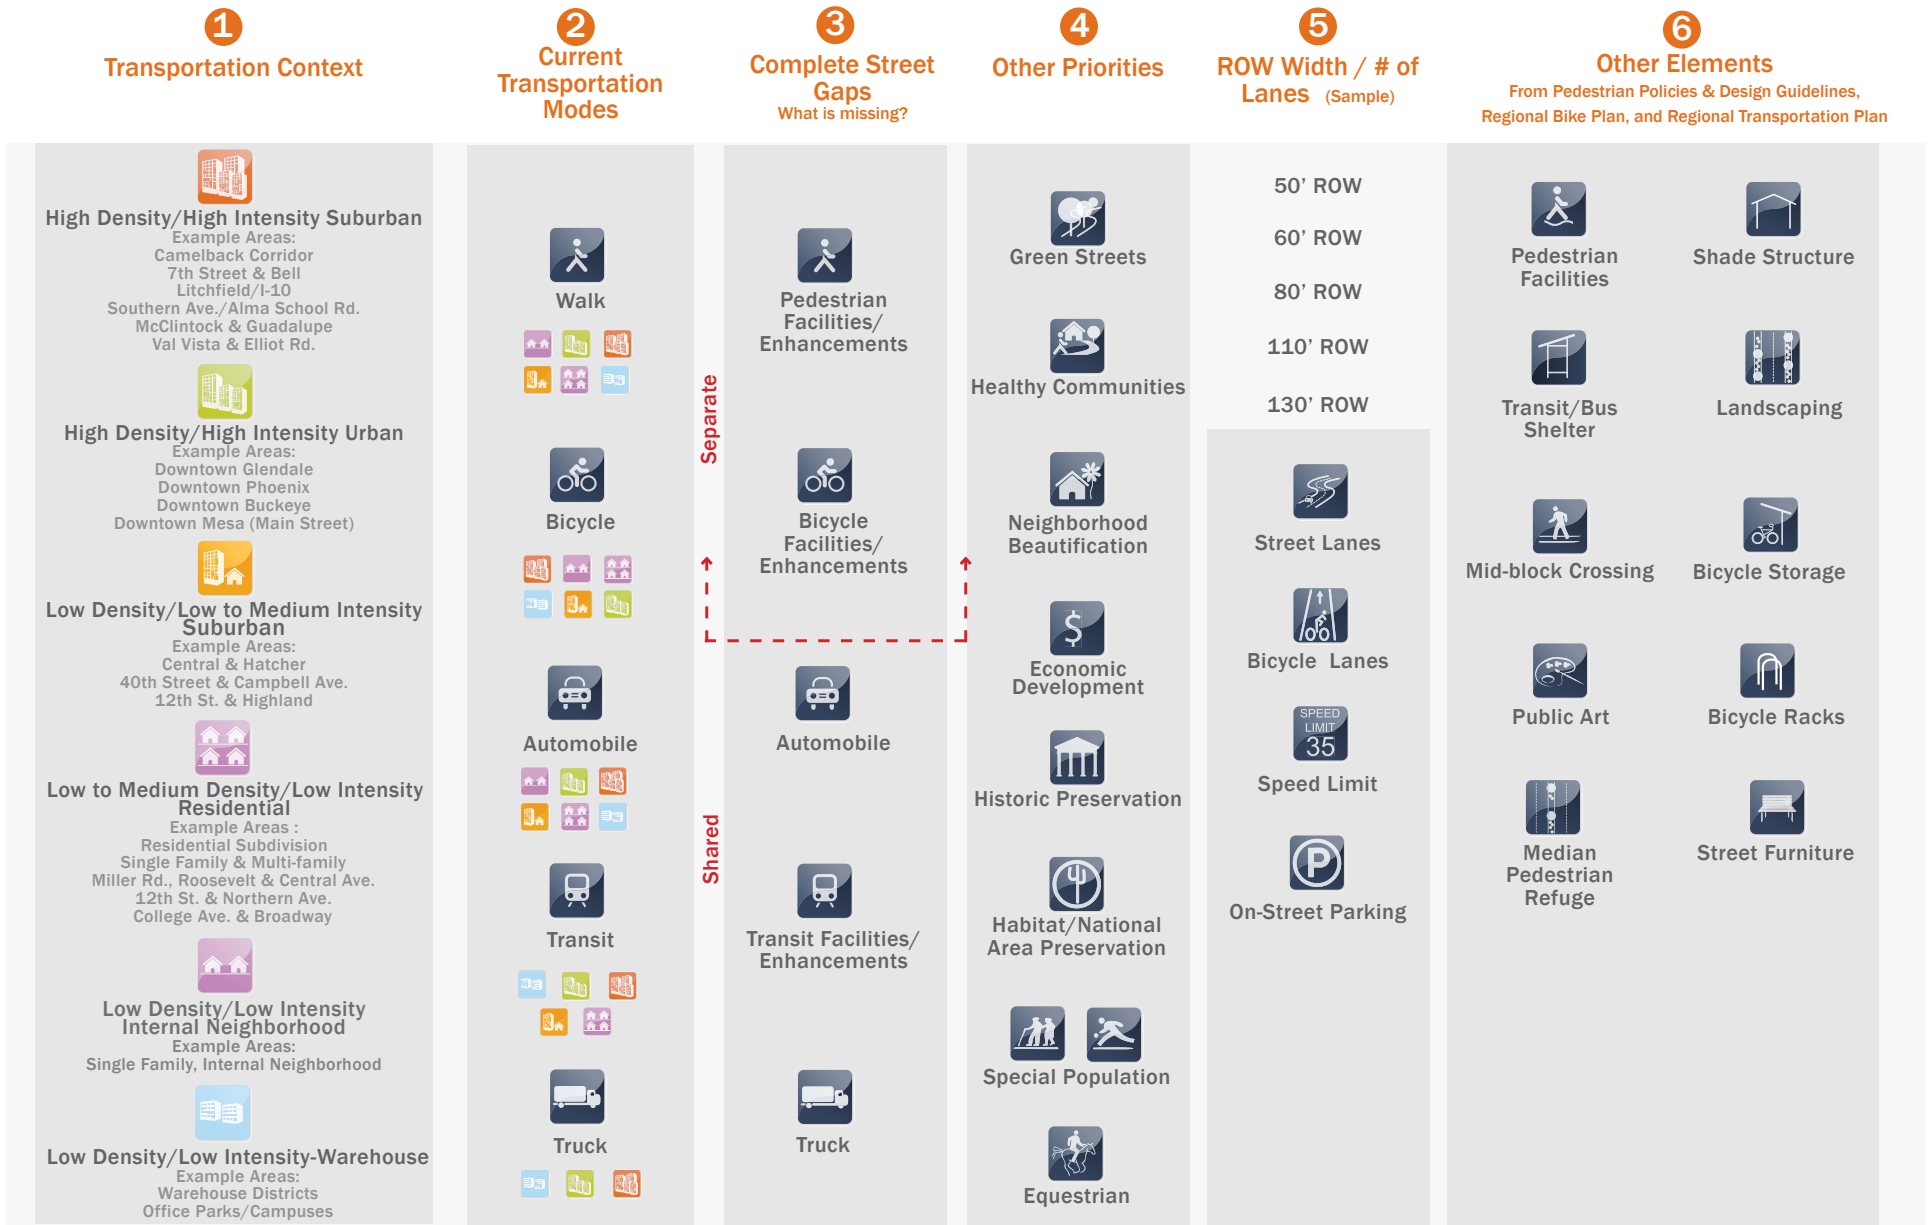 1
Transportation Context
High Density/High Intensity Suburban
Example Areas:
Camelback Corridor
7th Street & Bell
Litchfield/I-10
Southern Ave./Alma School Rd.
McClintock & Guadalupe
Val Vista & Elliot Rd.
High Density/High Intensity Urban
Example Areas:
Downtown Glendale
Downtown Phoenix
Downtown Buckeye
Downtown Mesa (Main Street)
Low Density/Low to Medium Intensity
Suburban
Example Areas:
Central & Hatcher
40th Street & Campbell Ave.
12th St. & Highland
Low to Medium Density/Low Intensity
Residential
Example Areas :
Residential Subdivision
Single Family & Multi-family
Miller Rd., Roosevelt & Central Ave.
12th St. & Northern Ave.
College Ave. & Broadway
Low Density/Low Intensity
Internal Neighborhood
Example Areas:
Single Family, Internal Neighborhood
Low Density/Low Intensity-Warehouse
Example Areas:
Warehouse Districts
Office Parks/Campuses
2
Current
Transportation
Modes
Walk
Bicycle
Automobile
Transit
Truck
Separate
Shared
3
Complete Street
Gaps
What is missing?
Pedestrian
Facilities/
Enhancements
Bicycle
Facilities/
Enhancements
Automobile
Transit Facilities/
Enhancements
Truck
4
Other Priorities
Green Streets
Healthy Communities
Neighborhood
Beautification
$
Economic
Development
Historic Preservation
Habitat/National
Area Preservation
Special Population
Equestrian
5
ROW Width / # of
Lanes (Sample)
50' ROW
60' ROW
80' ROW
110' ROW
130' ROW
Street Lanes
Bicycle Lanes
SPEED
LIMIT
35
Speed Limit
P
On-Street Parking
6
Other Elements
From Pedestrian Policies & Design Guidelines,
Regional Bike Plan, and Regional Transportation Plan
Pedestrian
Facilities
Shade Structure
Transit/Bus
Shelter
Landscaping
Mid-block Crossing
Bicycle Storage
Public Art
Bicycle Racks
Median
Pedestrian
Refuge
Street Furniture